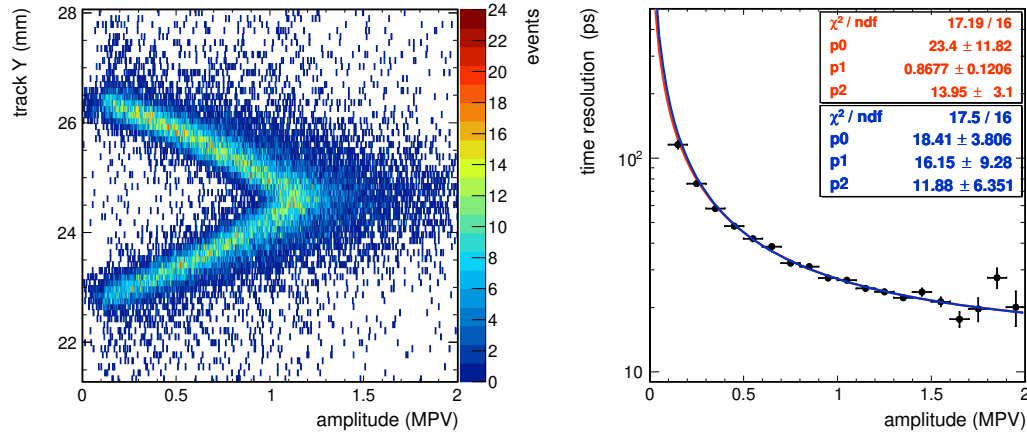 track Y (mm)
28
26
24
22
0
0.5
1
1.5
2
amplitude (MPV)
24
22
20
18
16
14
12
10
8
6
4
2
0
events
time resolution (ps)
10²
10
0
0.5
1
1.5
2
amplitude (MPV)
χ² / ndf 17.19 / 16
p0 23.4 ± 11.82
p1 0.8677 ± 0.1206
p2 13.95 ± 3.1
χ² / ndf 17.5 / 16
p0 18.41 ± 3.806
p1 16.15 ± 9.28
p2 11.88 ± 6.351